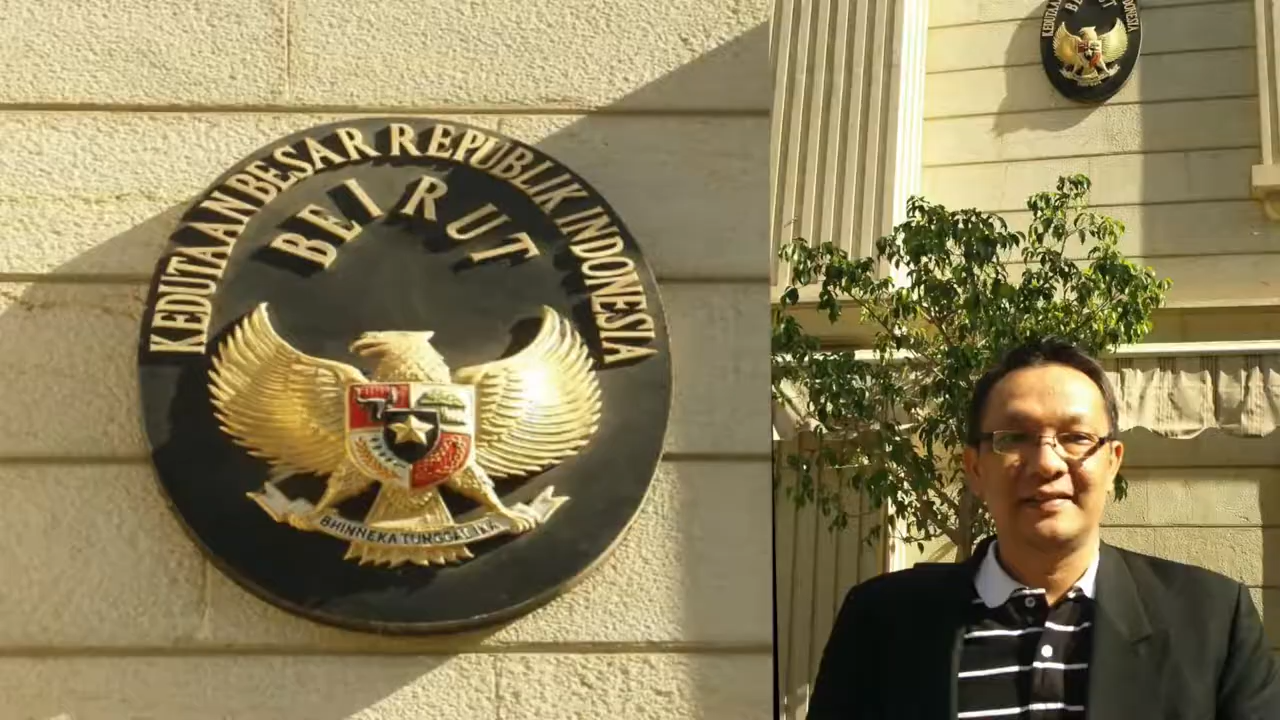 KEDUTAAN BESAR REPUBLIK INDONESIA
BEIRUT
BHINNEKA TUNGGAL IKA